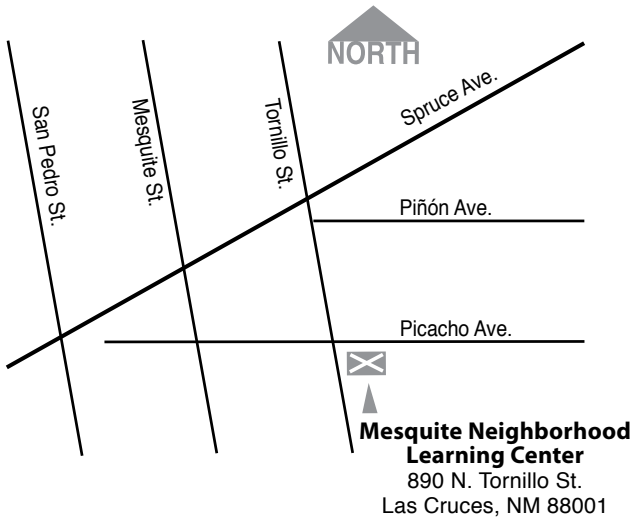 NORTH
San Pedro St.
Mesquite St.
Tornillo St.
Spruce Ave.
Piñón Ave.
Picacho Ave.
Mesquite Neighborhood
Learning Center
890 N. Tornillo St.
Las Cruces, NM 88001